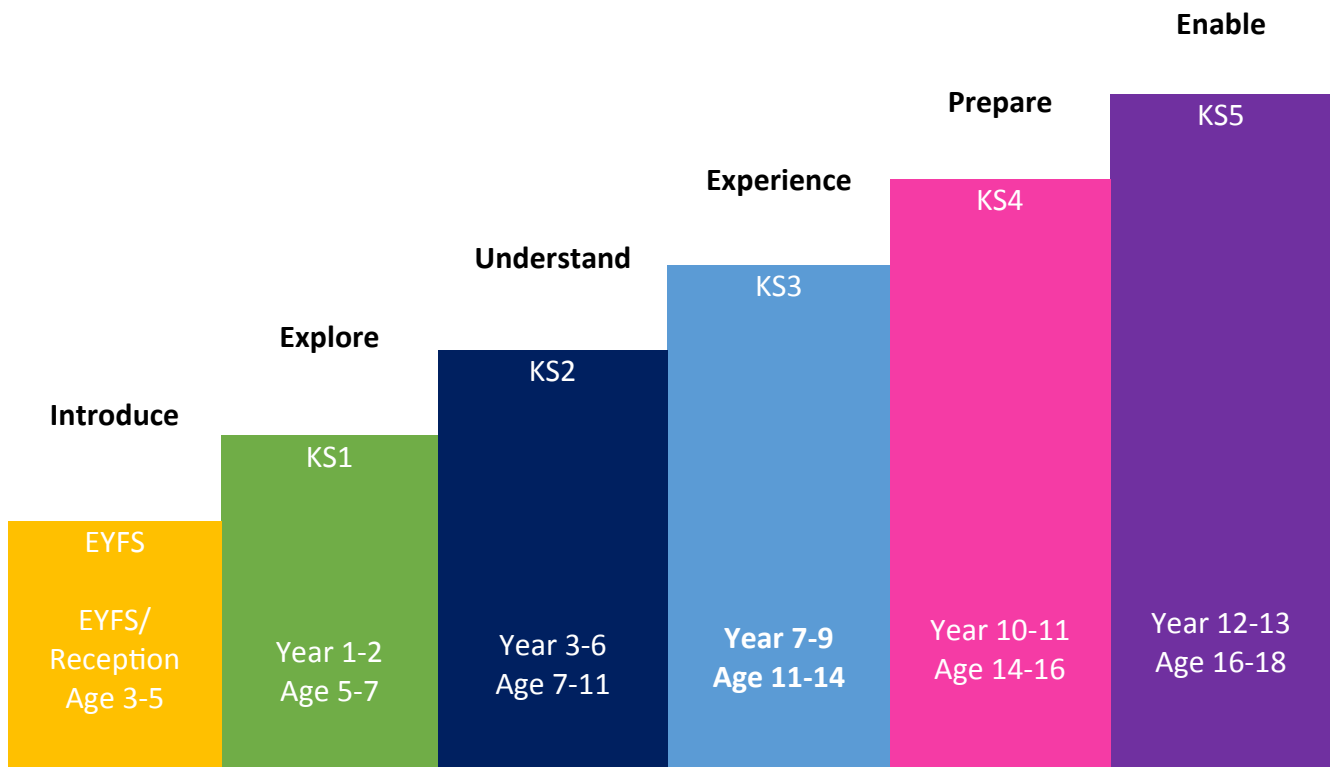 Introduce
EYFS
EYFS/
Reception
Age 3-5
Explore
KS1
Year 1-2
Age 5-7
Understand
KS2
Year 3-6
Age 7-11
Experience
KS3
Year 7-9
Age 11-14
Prepare
KS4
Year 10-11
Age 14-16
Enable
KS5
Year 12-13
Age 16-18